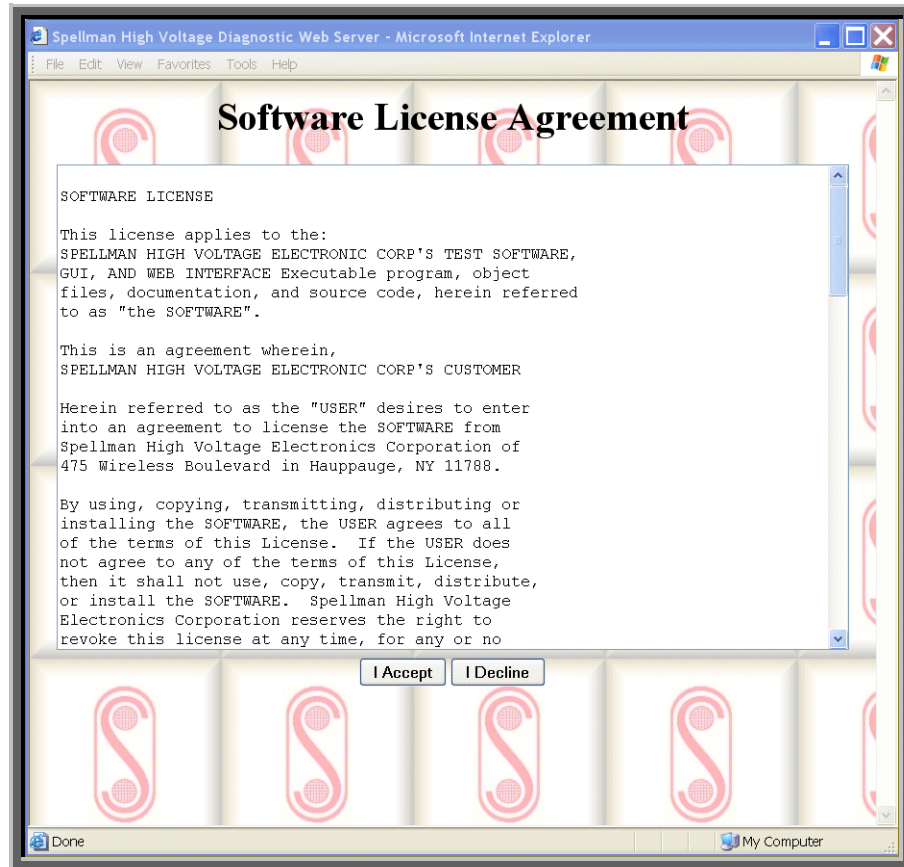 Spellman High Voltage Diagnostic Web Server - Microsoft Internet Explorer
File Edit View Favorites Tools Help
Software License Agreement
SOFTWARE LICENSE
This license applies to the:
SPELLMAN HIGH VOLTAGE ELECTRONIC CORP'S TEST SOFTWARE,
GUI, AND WEB INTERFACE Executable program, object
files, documentation, and source code, herein referred
to as "the SOFTWARE".
This is an agreement wherein,
SPELLMAN HIGH VOLTAGE ELECTRONIC CORP'S CUSTOMER
Herein referred to as the "USER" desires to enter
into an agreement to license the SOFTWARE from
Spellman High Voltage Electronics Corporation of
475 Wireless Boulevard in Hauppauge, NY 11788.
By using, copying, transmitting, distributing or
installing the SOFTWARE, the USER agrees to all
of the terms of this License.  If the USER does
not agree to any of the terms of this License,
then it shall not use, copy, transmit, distribute,
or install the SOFTWARE.  Spellman High Voltage
Electronics Corporation reserves the right to
revoke this license at any time, for any or no
I Accept I Decline
Done My Computer